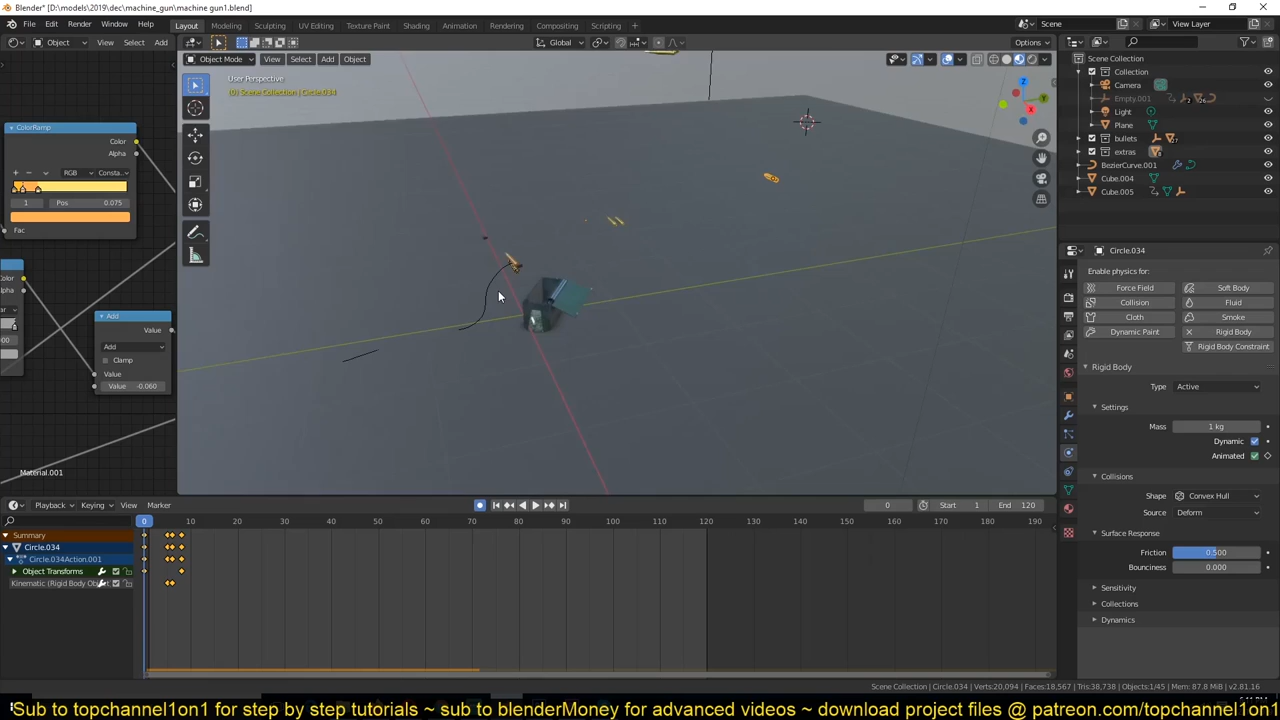 Blender* [D:\models\2019\dec\machine_gun\machine gun1.blend]
File Edit Render Window Help Layout Modeling Sculpting UV Editing Texture Paint Shading Animation Rendering Compositing Scripting Scene View Layer
Object View Select Add Global Options
Object Mode View Select Add Object
User Perspective
(0) Scene Collection | Circle.034
Scene Collection
Collection
Camera
Empty.001
Light
Plane
bullets
extras
BezierCurve.001
Cube.004
Cube.005
ColorRamp
Color
Alpha
RGB Consta..
1 Pos 0.075
Fac
Add
Value
Add
Clamp
Value
Value -0.060
Material.001
Circle.034
Enable physics for:
Force Field Soft Body
Collision Fluid
Cloth Smoke
Dynamic Paint Rigid Body
Rigid Body Constraint
Rigid Body
Type Active
Settings
Mass 1 kg
Dynamic
Animated
Collisions
Shape Convex Hull
Source Deform
Surface Response
Friction 0.500
Bounciness 0.000
Sensitivity
Collections
Dynamics
Playback Keying View Marker 0 Start 1 End 120
0 10 20 30 40 50 60 70 80 90 100 110 120 130 140 150 160 170 180 190
Summary
Circle.034
Circle.034Action.001
Object Transforms
Kinematic (Rigid Body Obje
Scene Collection | Circle.034 | Verts:20,094 | Faces:18,567 | Tris:38,738 | Objects:1/45 | Mem: 87.8 MiB | v2.81.16
'Sub to topchannel1on1 for step by step tutorials ~ sub to blenderMoney for advanced videos ~ download project files @ patreon.com/topchannel1on1